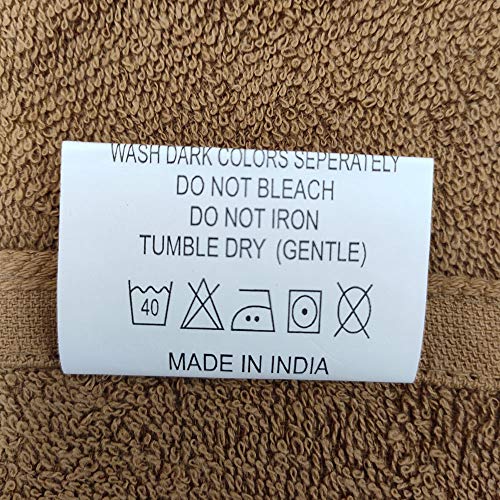 WASH DARK COLORS SEPERATELY
DO NOT BLEACH
DO NOT IRON
TUMBLE DRY (GENTLE)
40
MADE IN INDIA